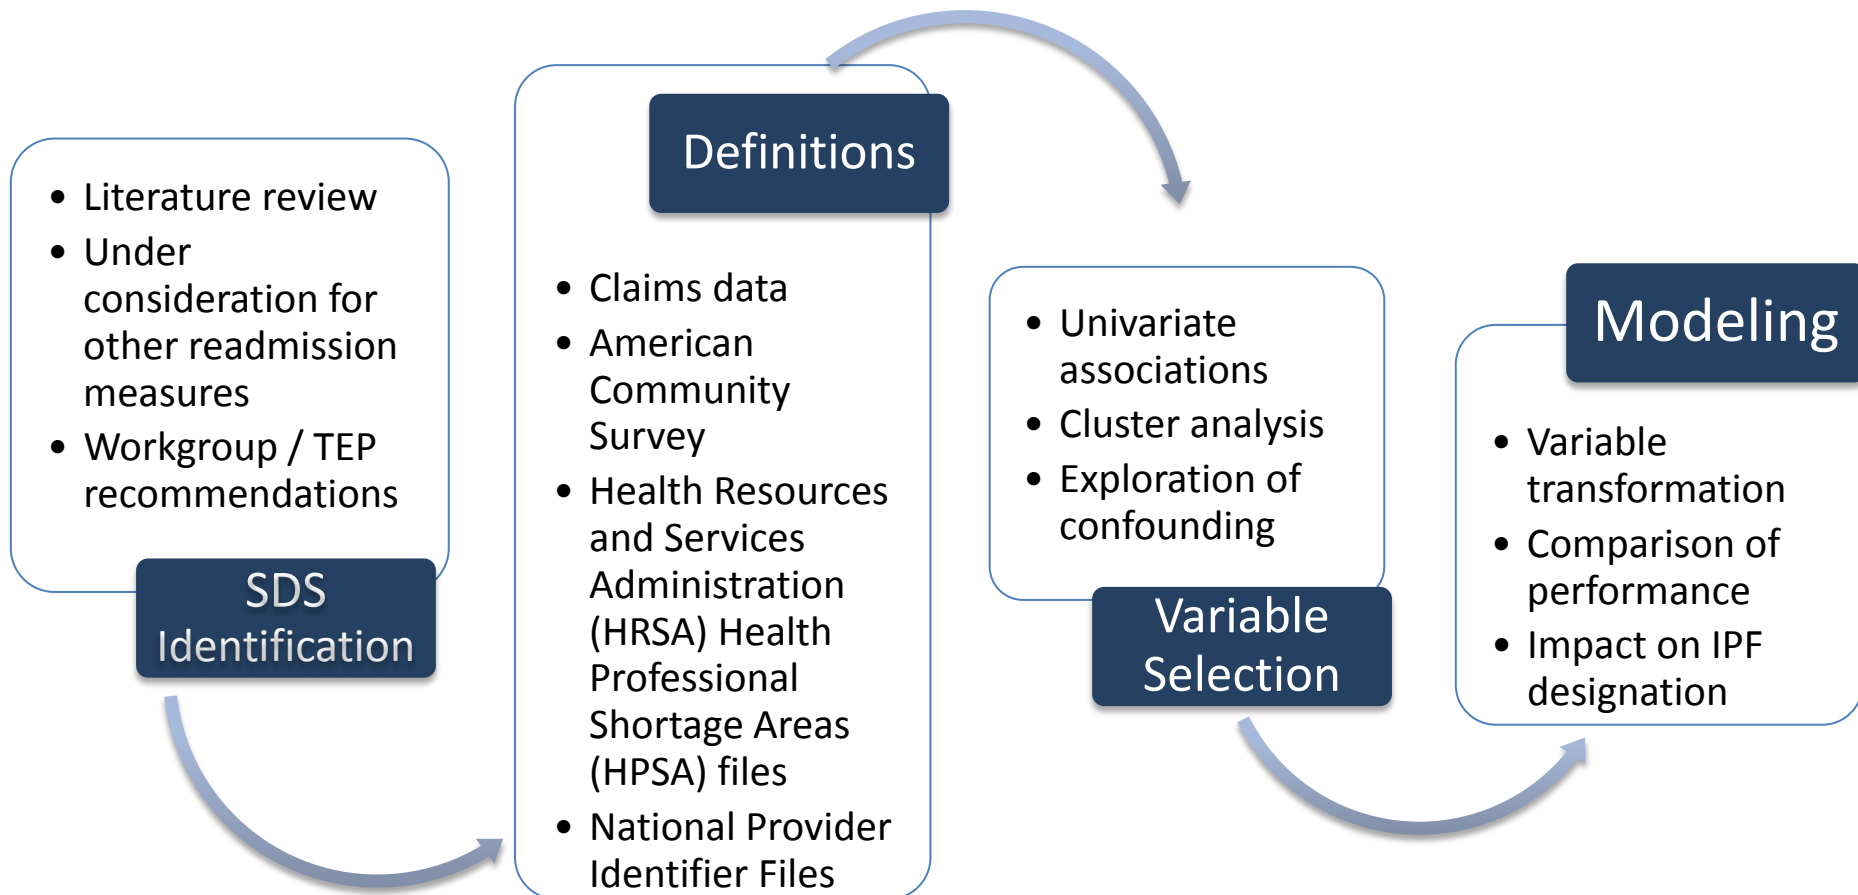 • Literature review
• Under
consideration for
other readmission
measures
• Workgroup / TEP
recommendations
SDS
Identification
Definitions
• Claims data
• American
Community
Survey
• Health Resources
and Services
Administration
(HRSA) Health
Professional
Shortage Areas
(HPSA) files
• National Provider
Identifier Files
• Univariate
associations
• Cluster analysis
• Exploration of
confounding
Variable
Selection
Modeling
• Variable
transformation
• Comparison of
performance
• Impact on IPF
designation